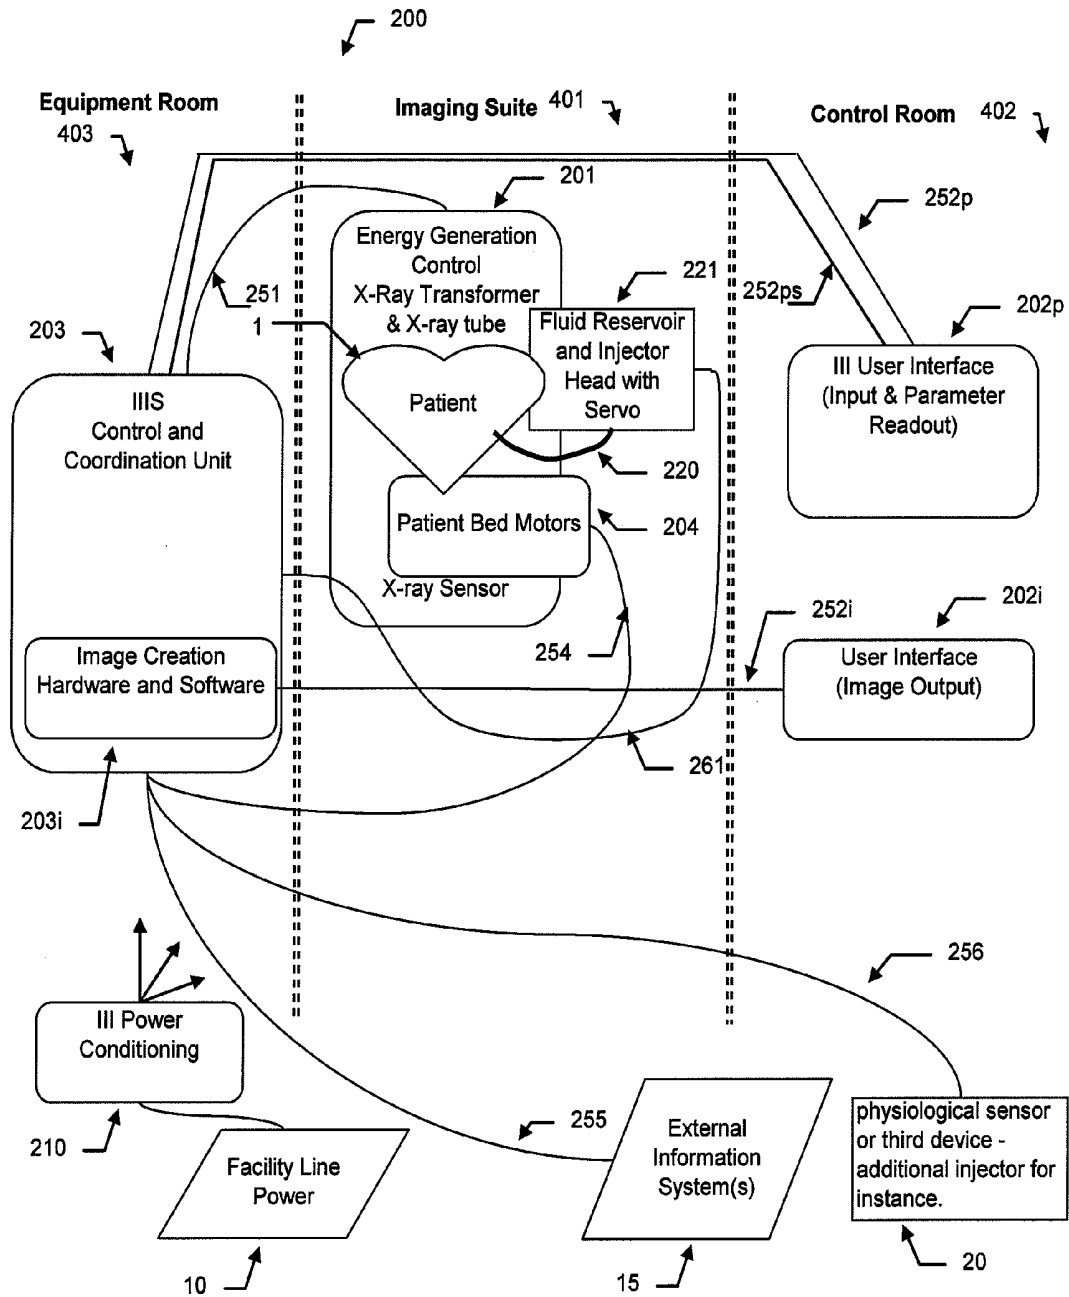 200
Equipment Room
403
Imaging Suite
401
Control Room
402
201
252p
Energy Generation
Control
X-Ray Transformer
& X-ray tube
221
251
252ps
203
1
202p
Fluid Reservoir
and Injector
Head with
Servo
III User Interface
(Input & Parameter
Readout)
IIIS
Control and
Coordination Unit
Patient
220
Patient Bed Motors
204
X-ray Sensor
252i
202i
254
Image Creation
Hardware and Software
User Interface
(Image Output)
261
203i
256
III Power
Conditioning
210
255
External
Information
System(s)
physiological sensor
or third device -
additional injector for
instance.
Facility Line
Power
10
15
20